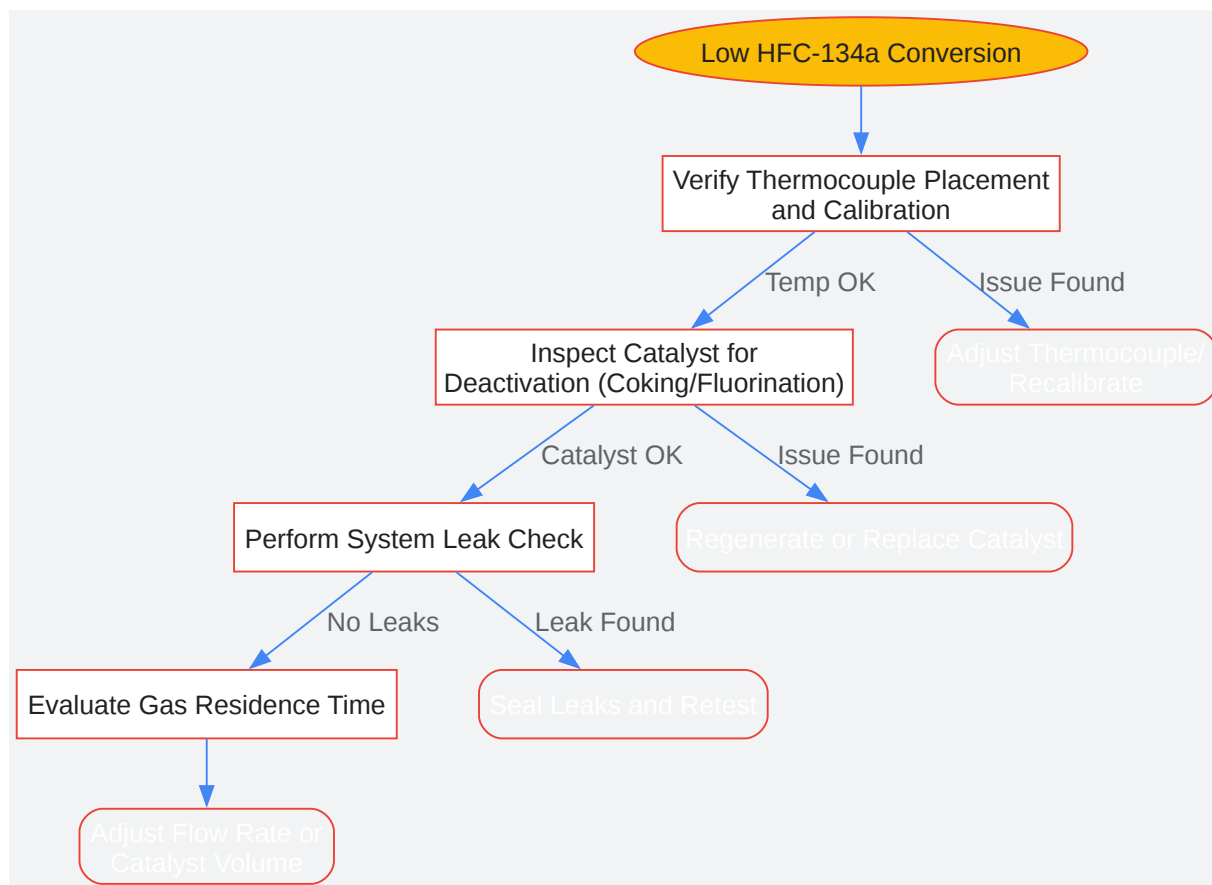 Low HFC-134a Conversion
Verify Thermocouple Placement
and Calibration
Temp OK
Issue Found
Inspect Catalyst for
Deactivation (Coking/Fluorination)
Adjust Thermocouple/
Recalibrate
Catalyst OK
Issue Found
Perform System Leak Check
Regenerate or Replace Catalyst
No Leaks
Leak Found
Evaluate Gas Residence Time
Seal Leaks and Retest
Adjust Flow Rate or
Catalyst Volume